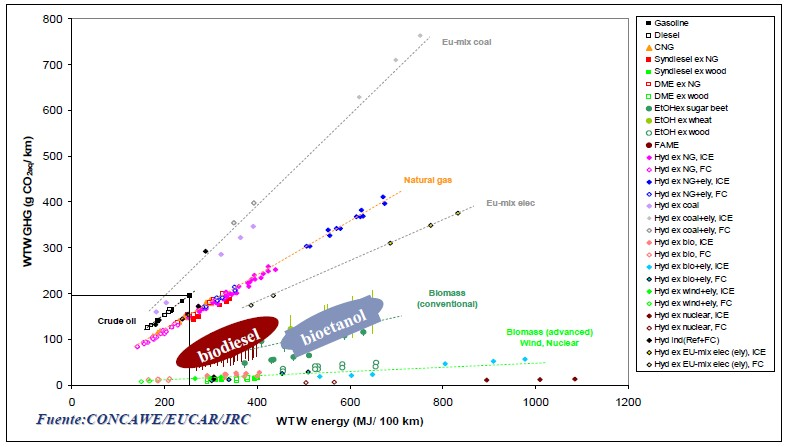 800
700
600
500
400
300
200
100
0
WTW GHG (g CO2eq/ km)
0
200
400
600
800
1000
1200
WTW energy (MJ/ 100 km)
Eu-mix coal
Natural gas
Eu-mix elec
Crude oil
Biomass
(conventional)
Biomass (advanced)
Wind, Nuclear
biodiesel
bioetanol
Fuente:CONCAWE/EUCAR/JRC
Gasoline
Diesel
CNG
Syndiesel ex NG
Syndiesel ex wood
DME ex NG
DME ex wood
EtOHex sugar beet
EtOH ex wheat
EtOH ex wood
FAME
Hyd ex NG, ICE
Hyd ex NG, FC
Hyd ex NG+ely, ICE
Hyd ex NG+ely, FC
Hyd ex coal
Hyd ex coal+ely, ICE
Hyd ex coal+ely, FC
Hyd ex bio, ICE
Hyd ex bio, FC
Hyd ex bio+ely, ICE
Hyd ex bio+ely, FC
Hyd ex wind+ely, ICE
Hyd ex wind+ely, FC
Hyd ex nuclear, ICE
Hyd ex nuclear, FC
Hyd Ind(Ref+FC)
Hyd ex EU-mix elec (ely), ICE
Hyd ex EU-mix elec (ely), FC